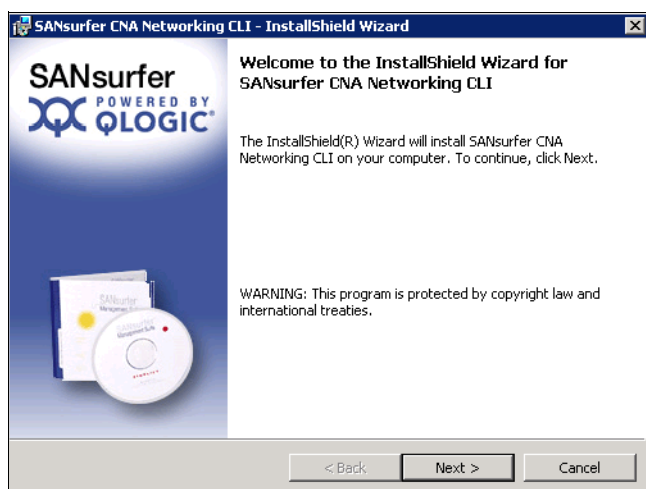 SANsurfer CNA Networking CLI - InstallShield Wizard
SANsurfer
POWERED BY
QLOGIC®
Welcome to the InstallShield Wizard for
SANsurfer CNA Networking CLI
The InstallShield(R) Wizard will install SANsurfer CNA
Networking CLI on your computer. To continue, click Next.
SANsurfer
Management Suite
WARNING: This program is protected by copyright law and
international treaties.
< Back
Next >
Cancel